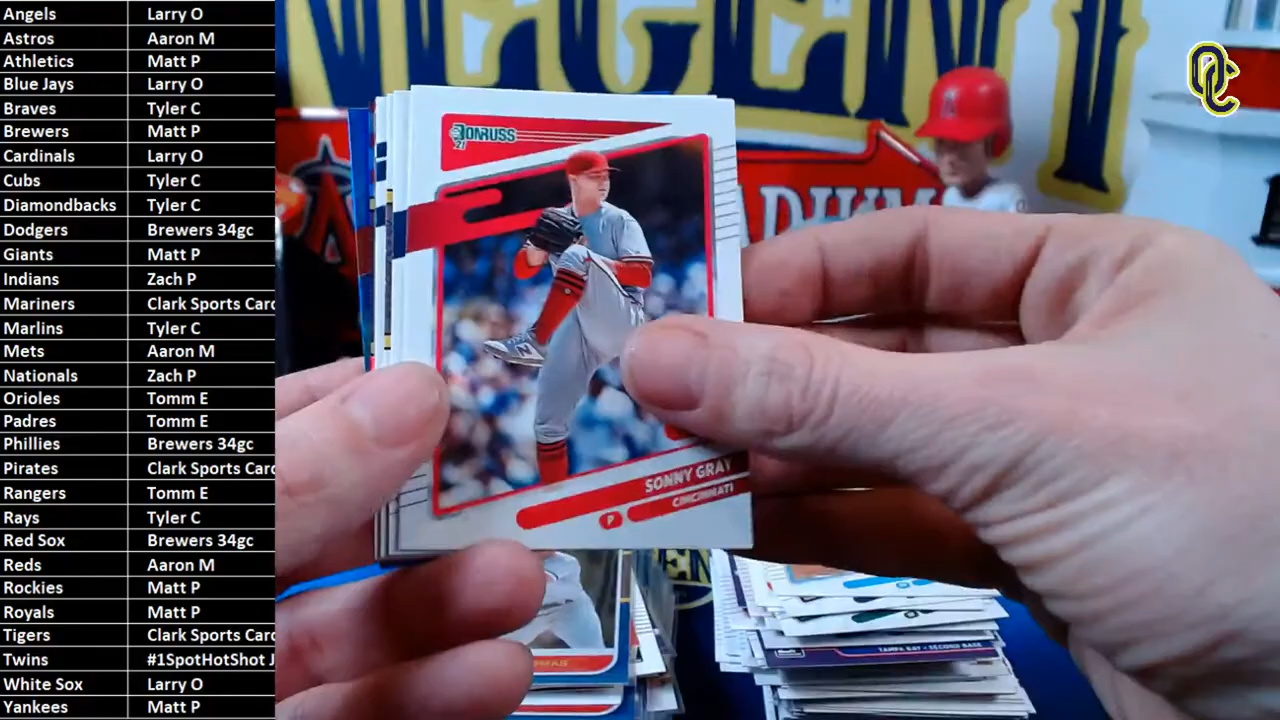 Angels Larry O
Astros Aaron M
Athletics Matt P
Blue Jays Larry O
Braves Tyler C
Brewers Matt P
Cardinals Larry O
Cubs Tyler C
Diamondbacks Tyler C
Dodgers Brewers 34gc
Giants Matt P
Indians Zach P
Mariners Clark Sports Card
Marlins Tyler C
Mets Aaron M
Nationals Zach P
Orioles Tomm E
Padres Tomm E
Phillies Brewers 34gc
Pirates Clark Sports Card
Rangers Tomm E
Rays Tyler C
Red Sox Brewers 34gc
Reds Aaron M
Rockies Matt P
Royals Matt P
Tigers Clark Sports Card
Twins #1SpotHotShot J
White Sox Larry O
Yankees Matt P
OC
DONRUSS
21
SONNY GRAY
P CINCINNATI
TAMPA BAY • SECOND BASE